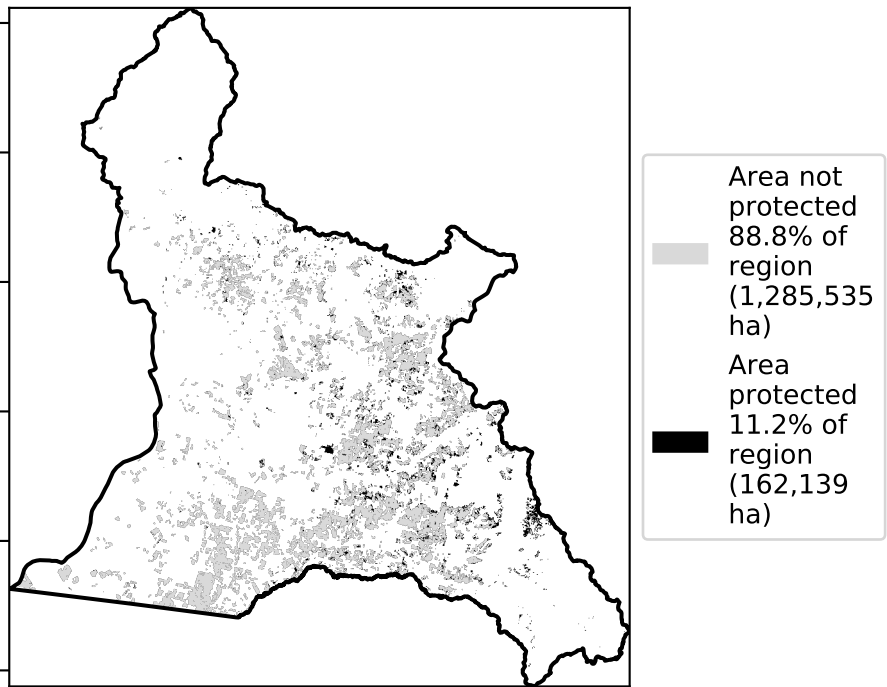 Area not
protected
88.8% of
region
(1,285,535
ha)
Area
protected
11.2% of
region
(162,139
ha)